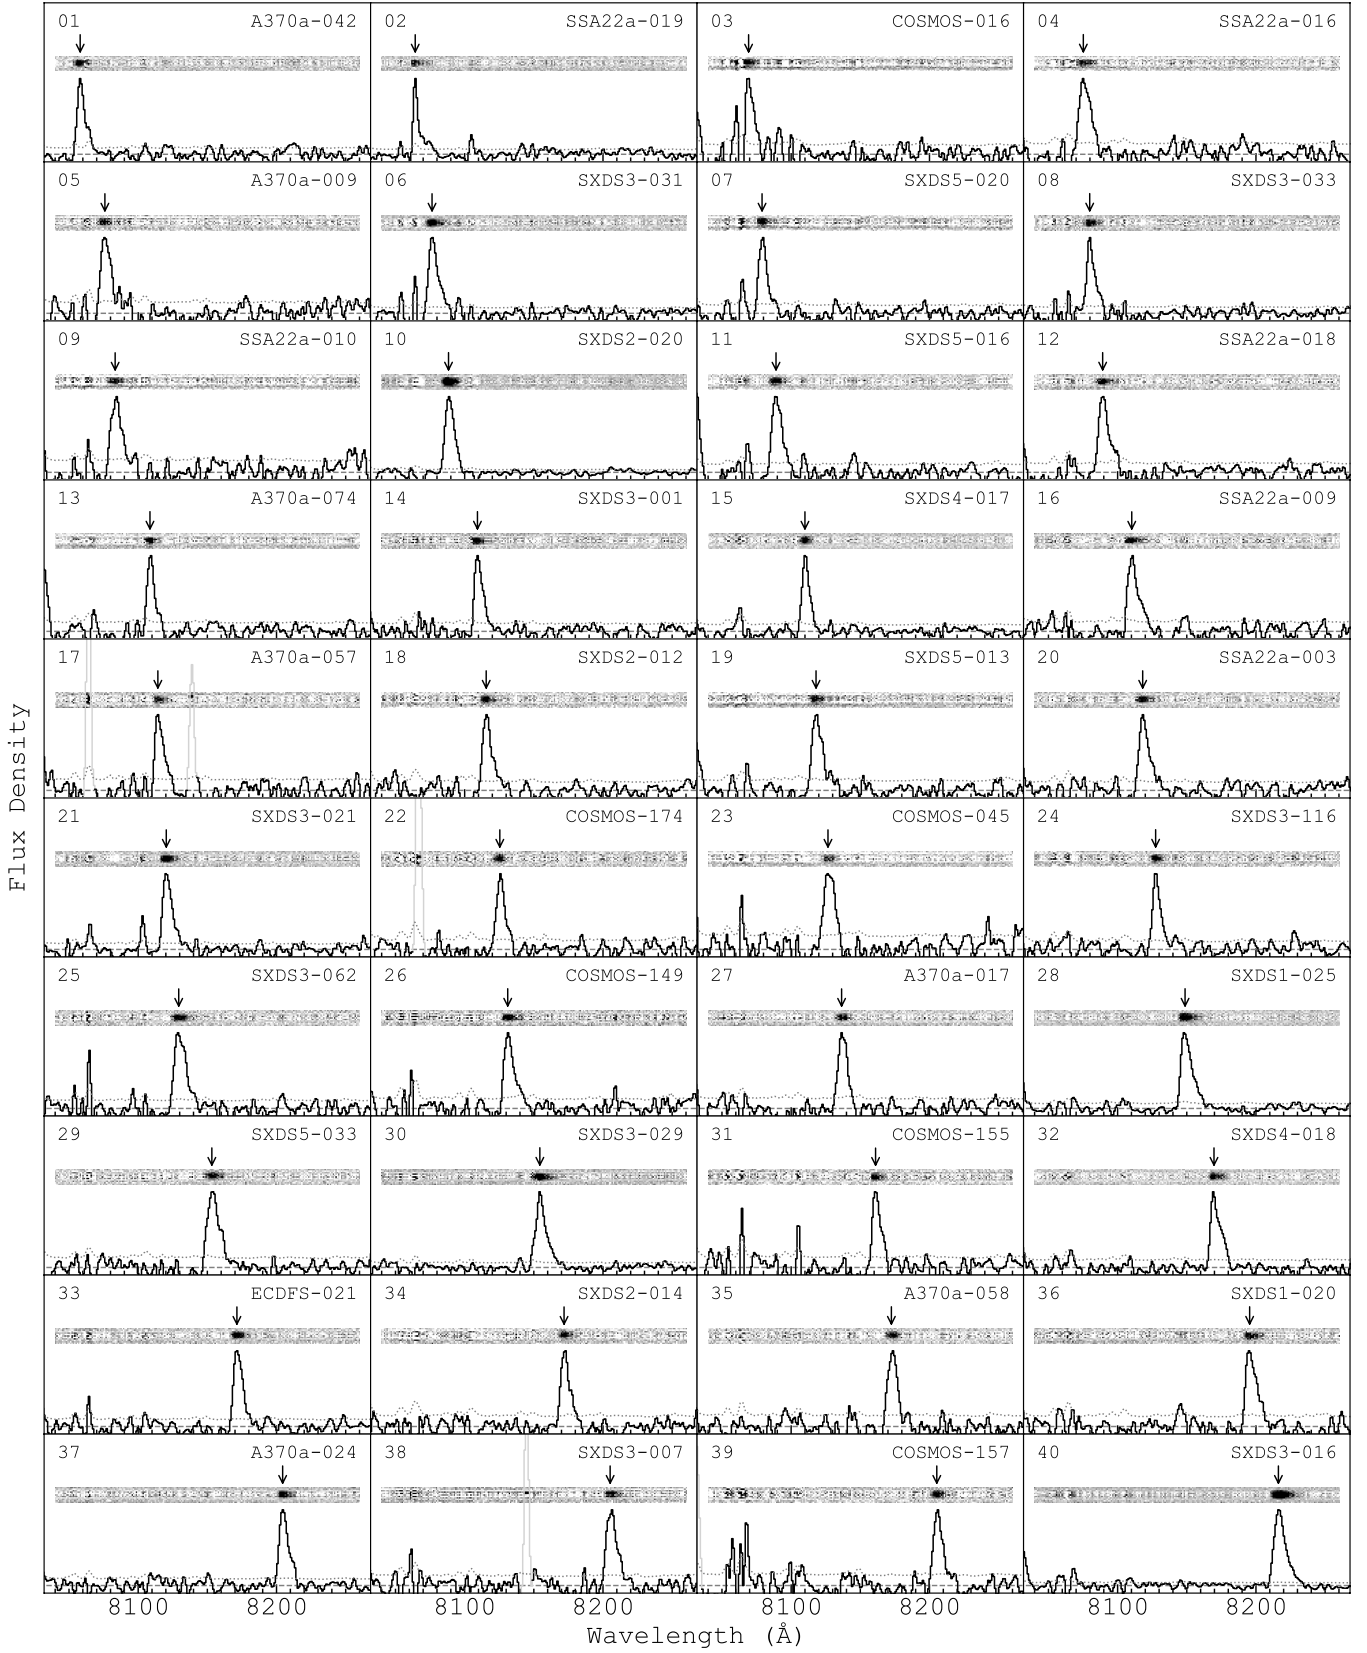 01 A370a-042 02 SSA22a-019 03 COSMOS-016 04 SSA22a-016
05 A370a-009 06 SXDS3-031 07 SXDS5-020 08 SXDS3-033
09 SSA22a-010 10 SXDS2-020 11 SXDS5-016 12 SSA22a-018
13 A370a-074 14 SXDS3-001 15 SXDS4-017 16 SSA22a-009
17 A370a-057 18 SXDS2-012 19 SXDS5-013 20 SSA22a-003
21 SXDS3-021 22 COSMOS-174 23 COSMOS-045 24 SXDS3-116
25 SXDS3-062 26 COSMOS-149 27 A370a-017 28 SXDS1-025
29 SXDS5-033 30 SXDS3-029 31 COSMOS-155 32 SXDS4-018
33 ECDFS-021 34 SXDS2-014 35 A370a-058 36 SXDS1-020
37 A370a-024 38 SXDS3-007 39 COSMOS-157 40 SXDS3-016
Flux Density
8100 8200 8100 8200 8100 8200 8100 8200
Wavelength (Å)